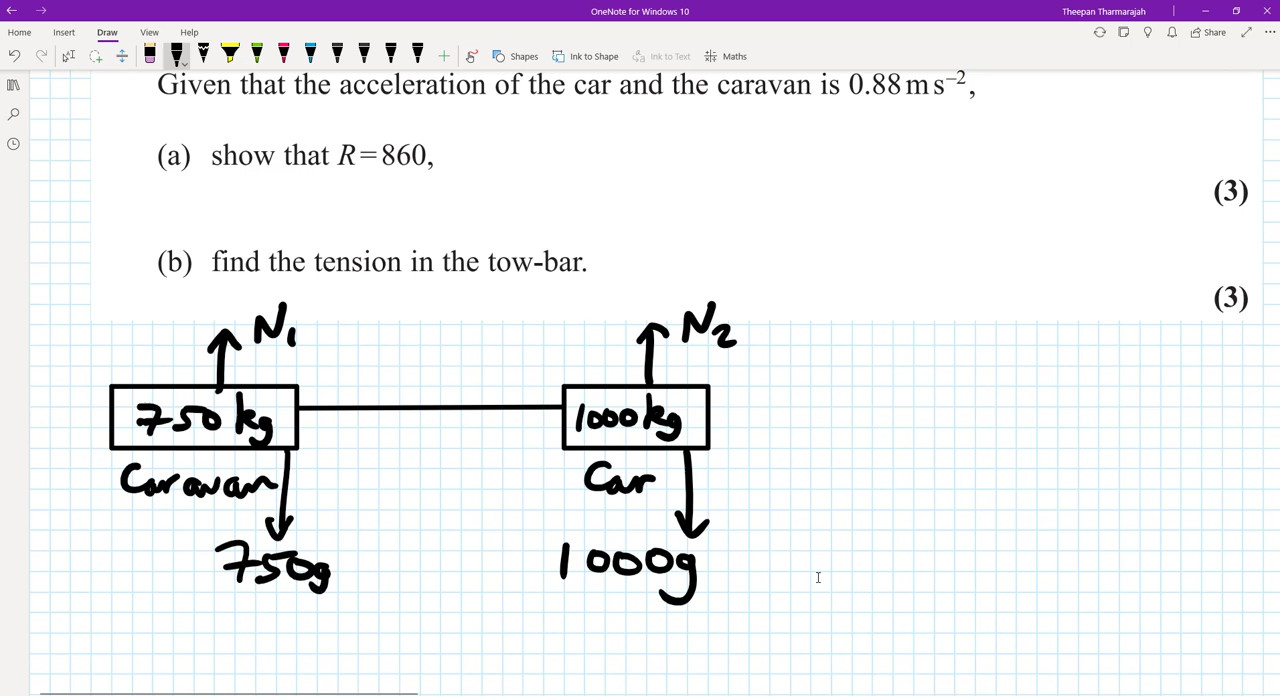 OneNote for Windows 10
Theepan Tharmarajah
Home Insert Draw View Help
Share
Shapes Ink to Shape Ink to Text Maths
Given that the acceleration of the car and the caravan is 0.88 m s⁻²,
(a) show that R = 860,
(3)
(b) find the tension in the tow-bar.
(3)
N₁ N₂
750 kg 1000 kg
Caravan Car
750g 1000g